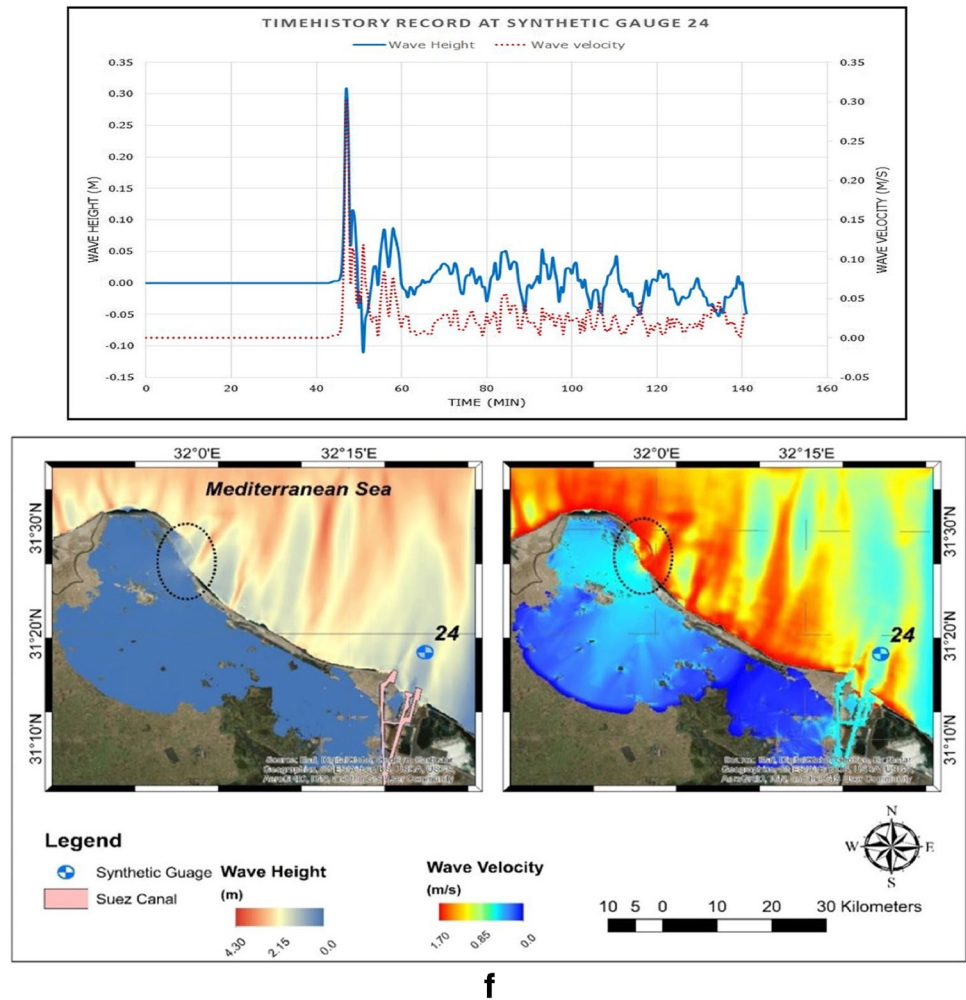 TIMEHISTORY RECORD AT SYNTHETIC GAUGE 24
Wave Height Wave velocity
0.35 0.35
0.30 0.30
0.25 0.25
0.20 0.20
0.15 0.15
0.10 0.10
0.05 0.05
0.00 0.00
-0.05 -0.05
-0.10
-0.15
WAVE HEIGHT (M)
WAVE VELOCITY (M/S)
0 20 40 60 80 100 120 140 160
TIME (MIN)
32°0'E 32°15'E 32°0'E 32°15'E
31°30'N 31°20'N 31°10'N
Mediterranean Sea
24
24
31°30'N 31°20'N 31°10'N
Legend
Synthetic Guage
Suez Canal
Wave Height
(m)
4.30 2.15 0.0
Wave Velocity
(m/s)
1.70 0.85 0.0
N
W E
S
10 5 0 10 20 30 Kilometers
f